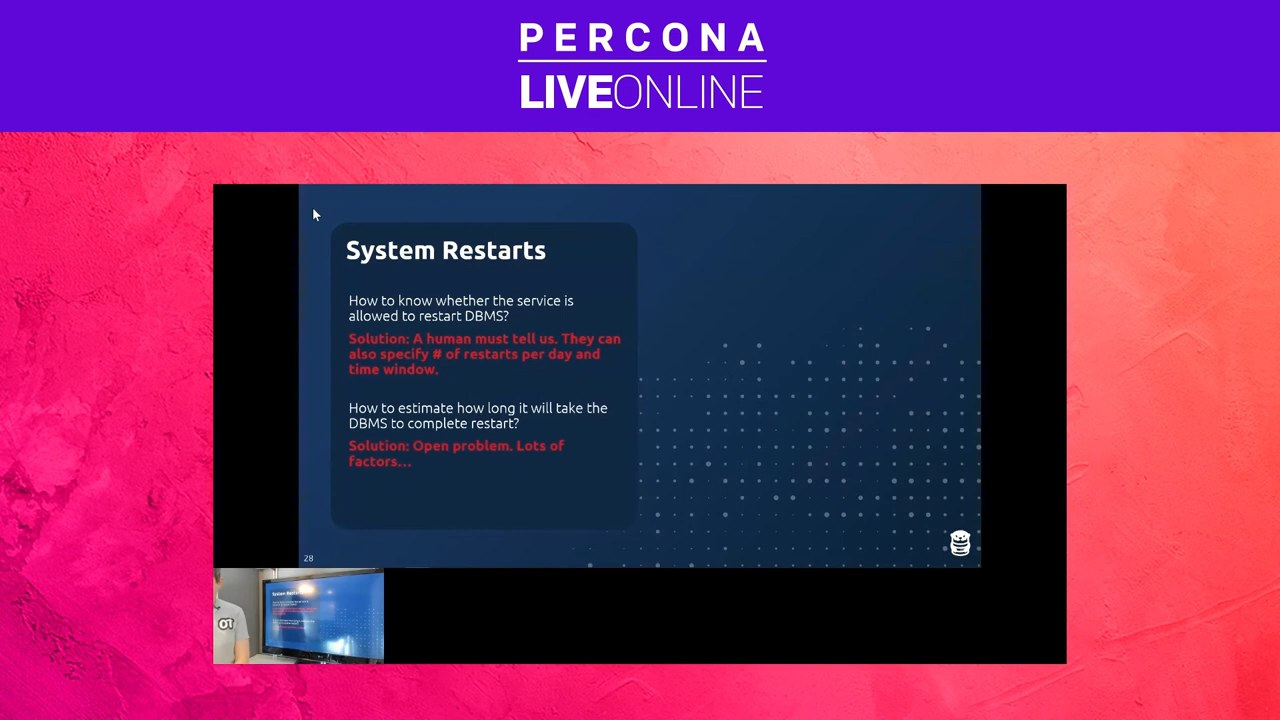 PERCONA
LIVEONLINE
System Restarts
How to know whether the service is
allowed to restart DBMS?
Solution: A human must tell us. They can
also specify # of restarts per day and
time window.
How to estimate how long it will take the
DBMS to complete restart?
Solution: Open problem. Lots of
factors...
28
System Restarts